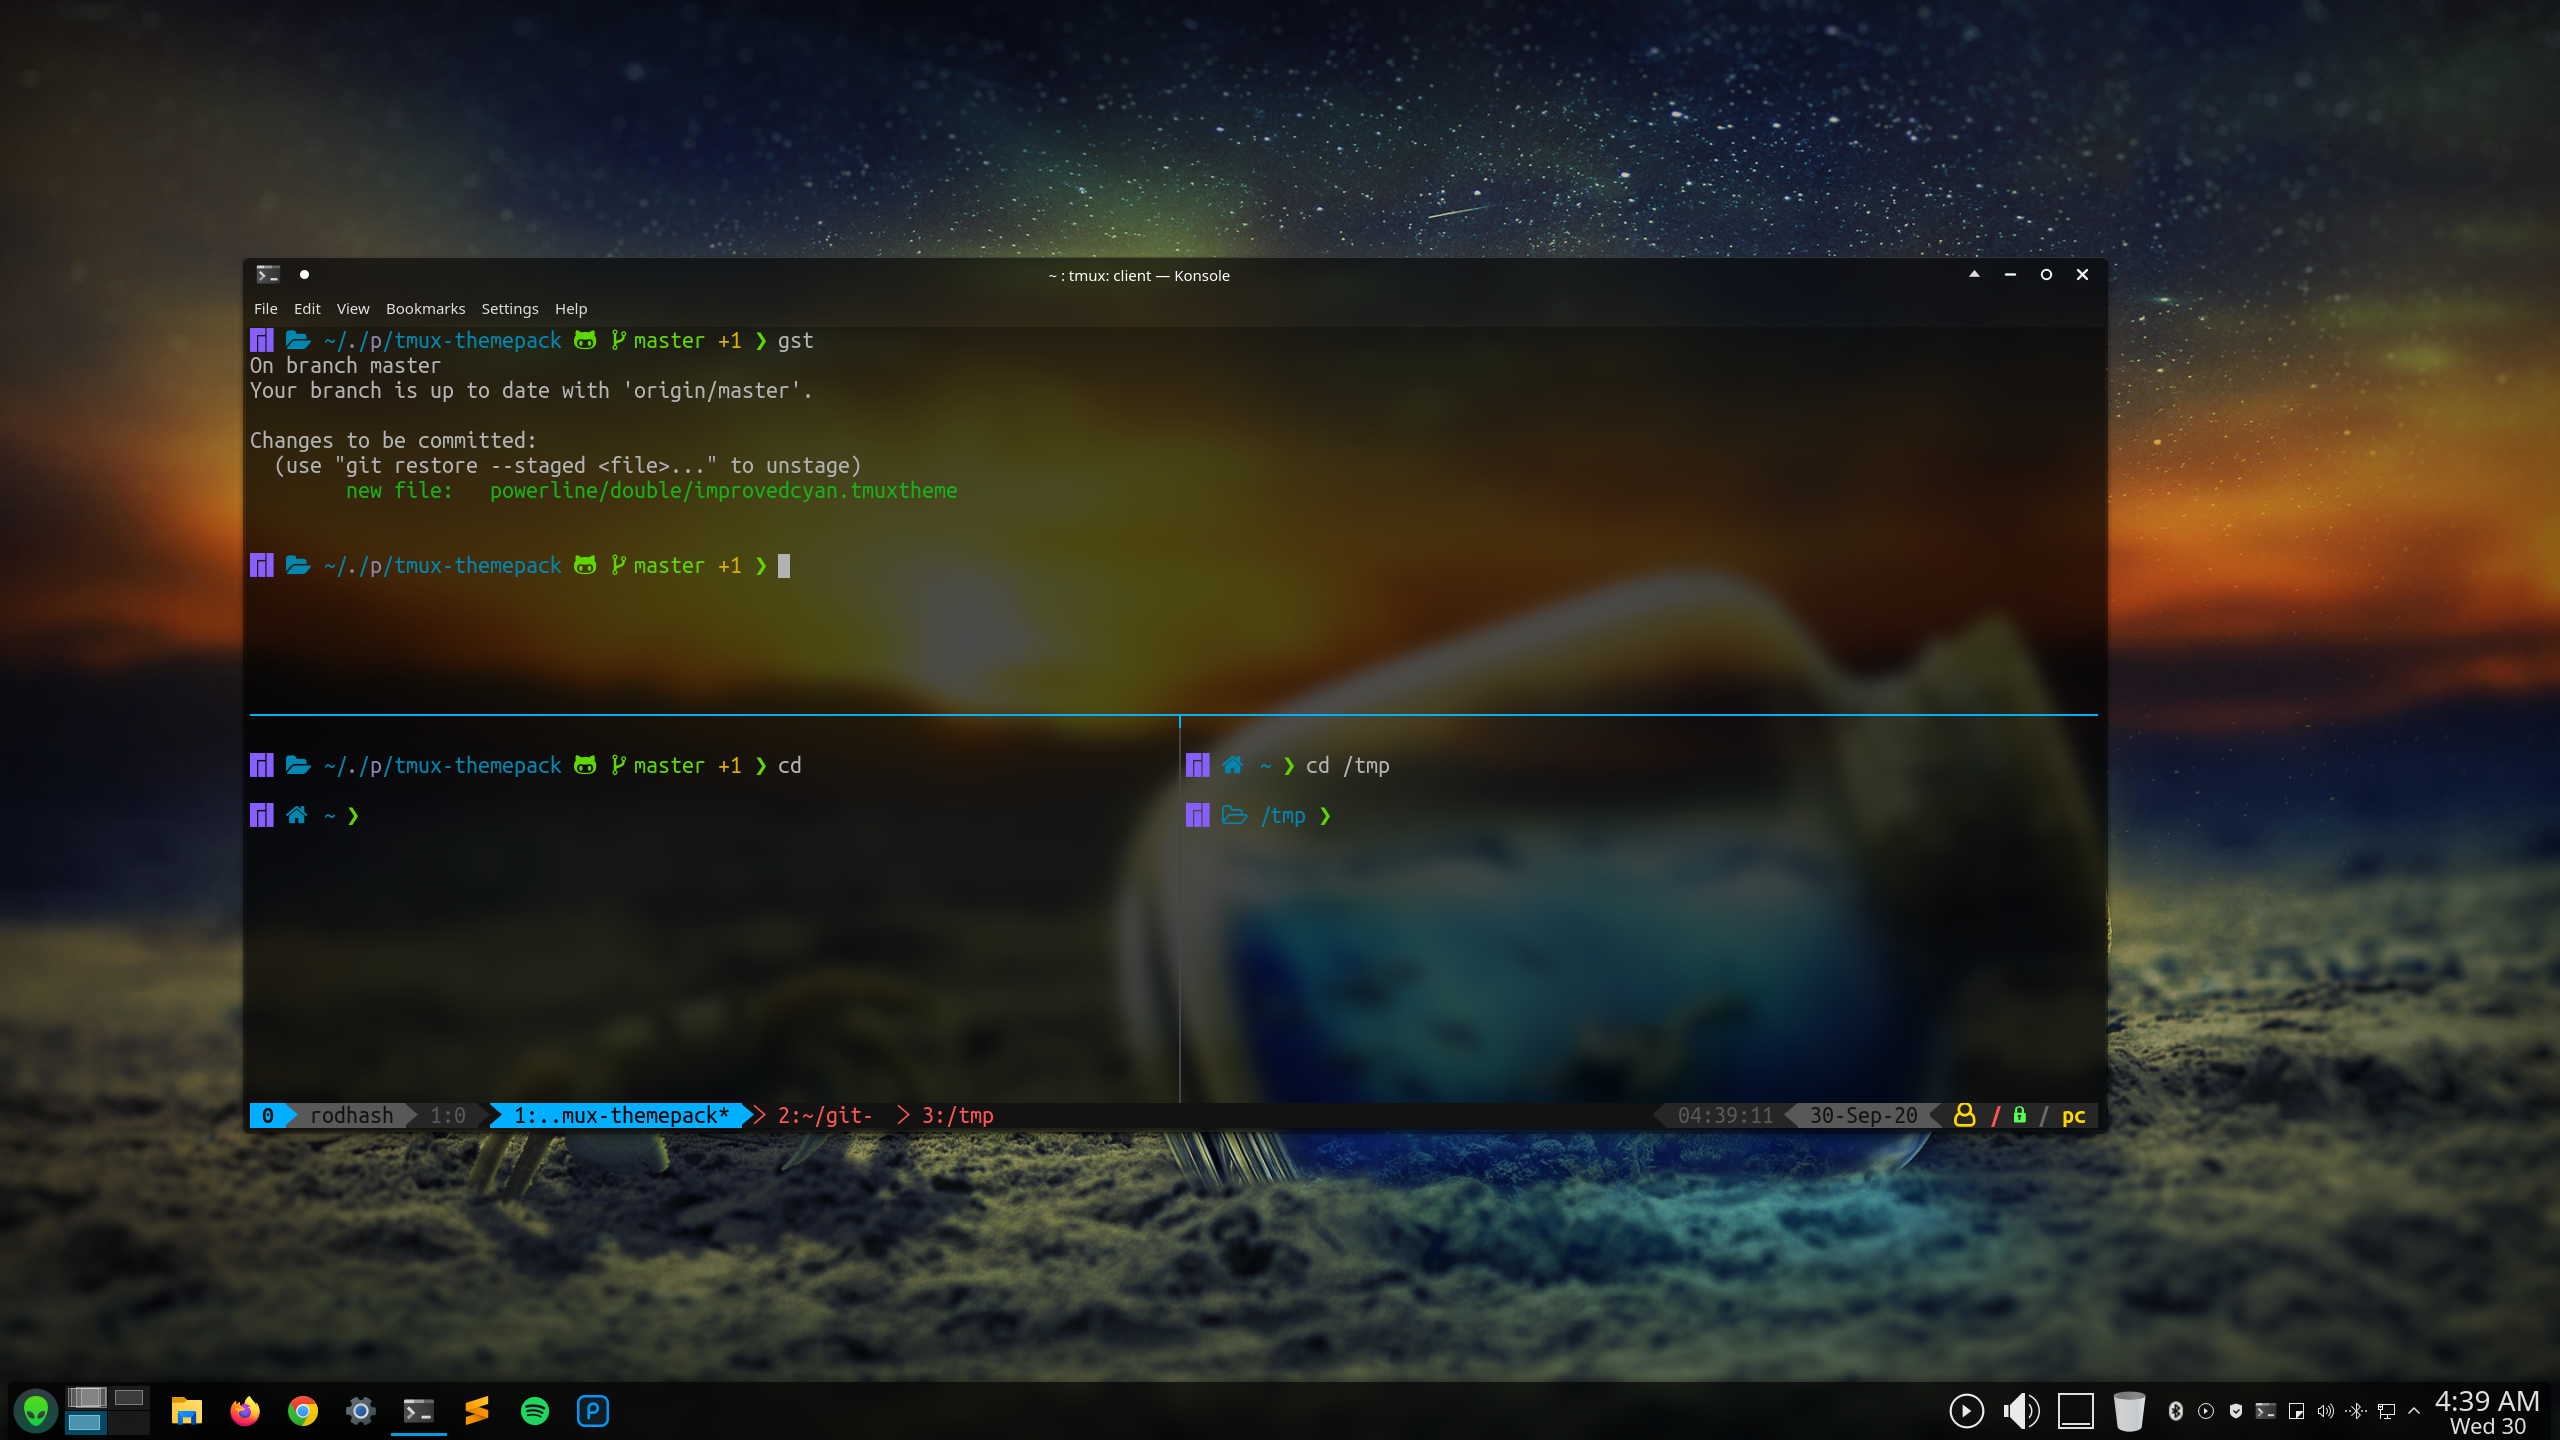 ~ : tmux: client — Konsole
File Edit View Bookmarks Settings Help
~/./p/tmux-themepack master +1 ❯ gst
On branch master
Your branch is up to date with 'origin/master'.
Changes to be committed:
(use "git restore --staged <file>..." to unstage)
new file: powerline/double/improvedcyan.tmuxtheme
~/./p/tmux-themepack master +1 ❯
~/./p/tmux-themepack master +1 ❯ cd
~ ❯
~ ❯ cd /tmp
/tmp ❯
0 rodhash 1:0 1:..mux-themepack* 2:~/git- 3:/tmp 04:39:11 30-Sep-20 / / pc
4:39 AM
Wed 30